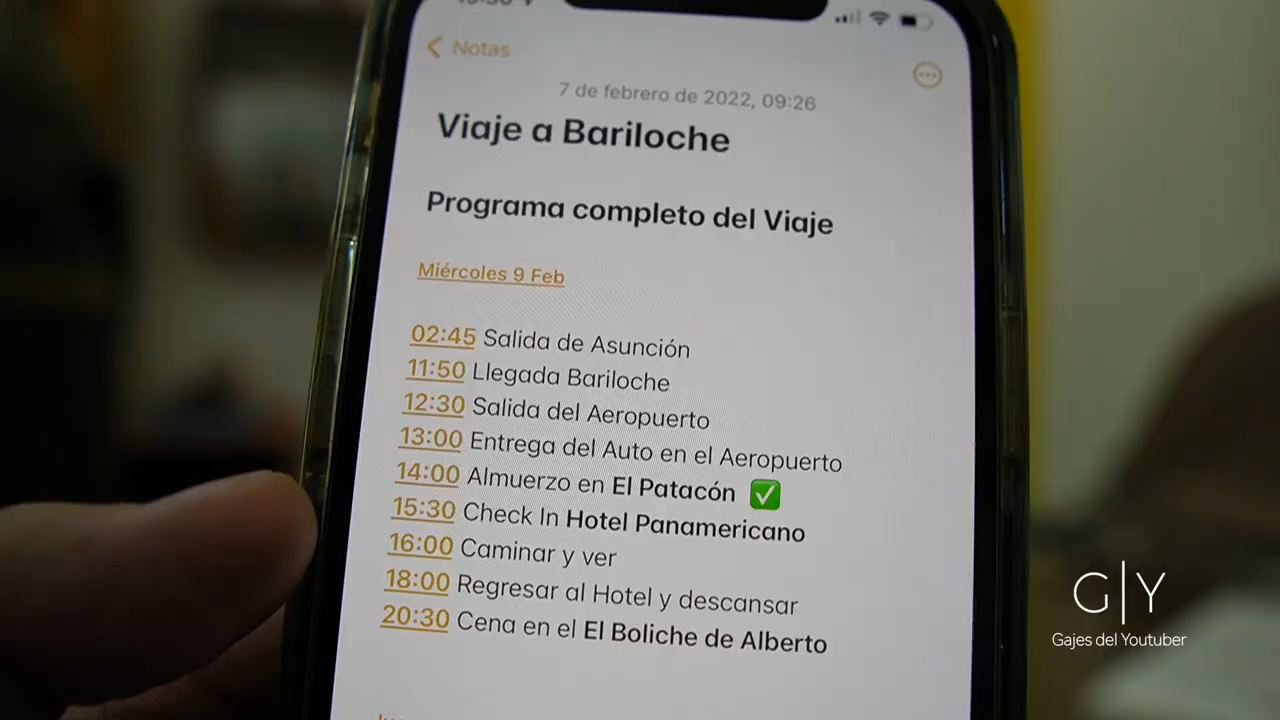 Notas
7 de febrero de 2022, 09:26
Viaje a Bariloche
Programa completo del Viaje
Miércoles 9 Feb
02:45 Salida de Asunción
11:50 Llegada Bariloche
12:30 Salida del Aeropuerto
13:00 Entrega del Auto en el Aeropuerto
14:00 Almuerzo en El Patacón ✅
15:30 Check In Hotel Panamericano
16:00 Caminar y ver
18:00 Regresar al Hotel y descansar
20:30 Cena en el El Boliche de Alberto
G|Y
Gajes del Youtuber